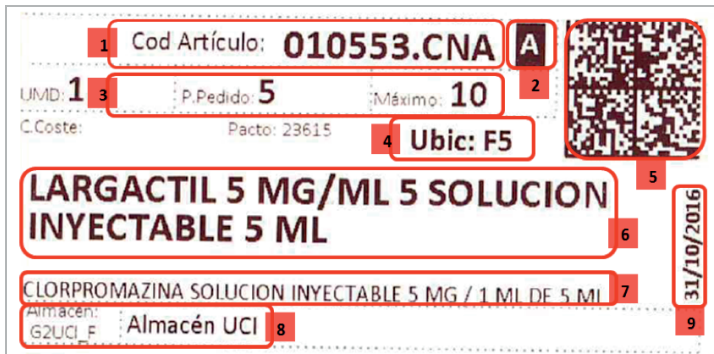 1 Cod Artículo: 010553.CNA A
2
UMD: 1 3 P.Pedido: 5 Máximo: 10
C.Coste: Pacto: 23615
4 Ubic: F5
5
LARGACTIL 5 MG/ML 5 SOLUCION
INYECTABLE 5 ML
6
CLORPROMAZINA SOLUCION INYECTABLE 5 MG / 1 ML DE 5 ML 7
Almacén:
G2UCI_F Almacén UCI 8
31/10/2016
9